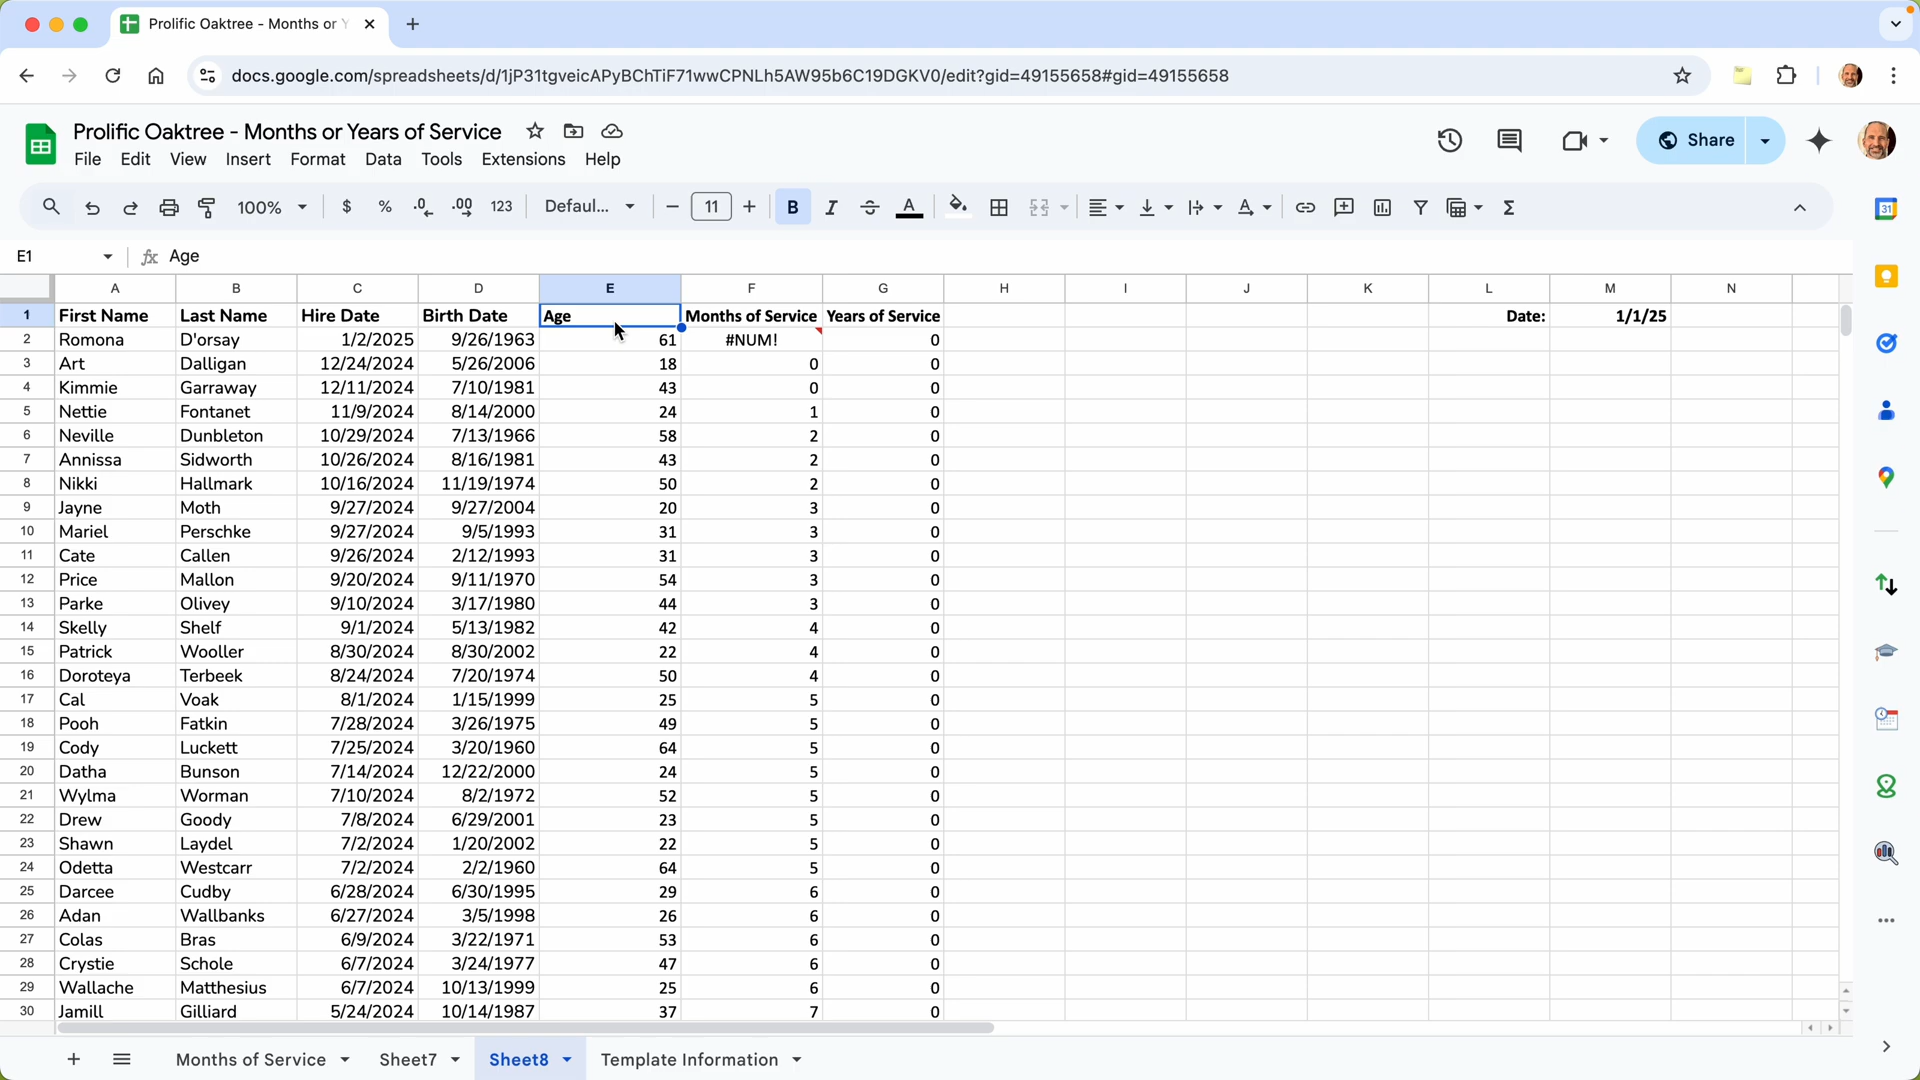 Prolific Oaktree - Months or Y
docs.google.com/spreadsheets/d/1jP31tgveicAPyBChTiF71wwCPNLh5AW95b6C19DGKV0/edit?gid=49155658#gid=49155658
Prolific Oaktree - Months or Years of Service
File Edit View Insert Format Data Tools Extensions Help
Share
100% $ % .0 .00 123 Defaul... 11 B I A Σ
E1 fx Age
A B C D E F G H I J K L M N
1 First Name Last Name Hire Date Birth Date Age Months of Service Years of Service Date: 1/1/25
2 Romona D'orsay 1/2/2025 9/26/1963 61 #NUM! 0
3 Art Dalligan 12/24/2024 5/26/2006 18 0 0
4 Kimmie Garraway 12/11/2024 7/10/1981 43 0 0
5 Nettie Fontanet 11/9/2024 8/14/2000 24 1 0
6 Neville Dunbleton 10/29/2024 7/13/1966 58 2 0
7 Annissa Sidworth 10/26/2024 8/16/1981 43 2 0
8 Nikki Hallmark 10/16/2024 11/19/1974 50 2 0
9 Jayne Moth 9/27/2024 9/27/2004 20 3 0
10 Mariel Perschke 9/27/2024 9/5/1993 31 3 0
11 Cate Callen 9/26/2024 2/12/1993 31 3 0
12 Price Mallon 9/20/2024 9/11/1970 54 3 0
13 Parke Olivey 9/10/2024 3/17/1980 44 3 0
14 Skelly Shelf 9/1/2024 5/13/1982 42 4 0
15 Patrick Wooller 8/30/2024 8/30/2002 22 4 0
16 Doroteya Terbeek 8/24/2024 7/20/1974 50 4 0
17 Cal Voak 8/1/2024 1/15/1999 25 5 0
18 Pooh Fatkin 7/28/2024 3/26/1975 49 5 0
19 Cody Luckett 7/25/2024 3/20/1960 64 5 0
20 Datha Bunson 7/14/2024 12/22/2000 24 5 0
21 Wylma Worman 7/10/2024 8/2/1972 52 5 0
22 Drew Goody 7/8/2024 6/29/2001 23 5 0
23 Shawn Laydel 7/2/2024 1/20/2002 22 5 0
24 Odetta Westcarr 7/2/2024 2/2/1960 64 5 0
25 Darcee Cudby 6/28/2024 6/30/1995 29 6 0
26 Adan Wallbanks 6/27/2024 3/5/1998 26 6 0
27 Colas Bras 6/9/2024 3/22/1971 53 6 0
28 Crystie Schole 6/7/2024 3/24/1977 47 6 0
29 Wallache Matthesius 6/7/2024 10/13/1999 25 6 0
30 Jamill Gilliard 5/24/2024 10/14/1987 37 7 0
Months of Service Sheet7 Sheet8 Template Information
31